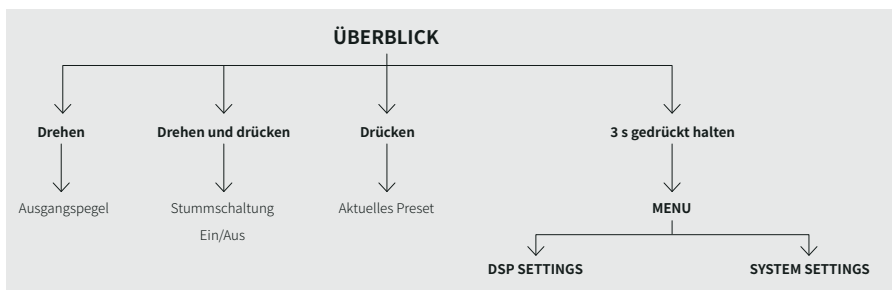 ÜBERBLICK
Drehen
Drehen und drücken
Drücken
3 s gedrückt halten
Ausgangspegel
Stummschaltung
Ein/Aus
Aktuelles Preset
MENU
DSP SETTINGS
SYSTEM SETTINGS